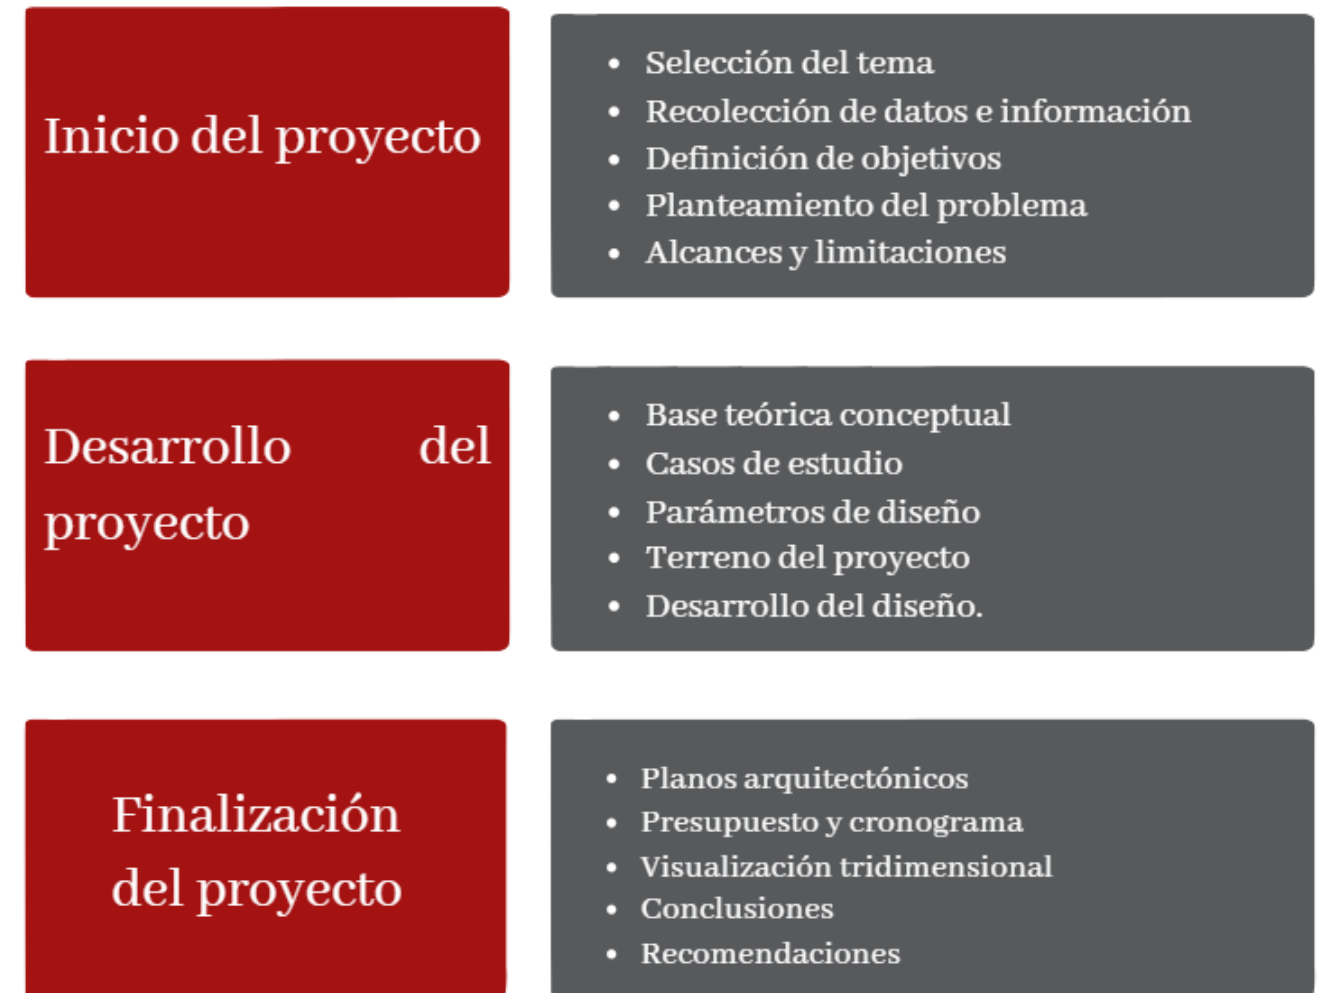 Inicio del proyecto
• Selección del tema
• Recolección de datos e información
• Definición de objetivos
• Planteamiento del problema
• Alcances y limitaciones
Desarrollo del
proyecto
• Base teórica conceptual
• Casos de estudio
• Parámetros de diseño
• Terreno del proyecto
• Desarrollo del diseño.
Finalización
del proyecto
• Planos arquitectónicos
• Presupuesto y cronograma
• Visualización tridimensional
• Conclusiones
• Recomendaciones